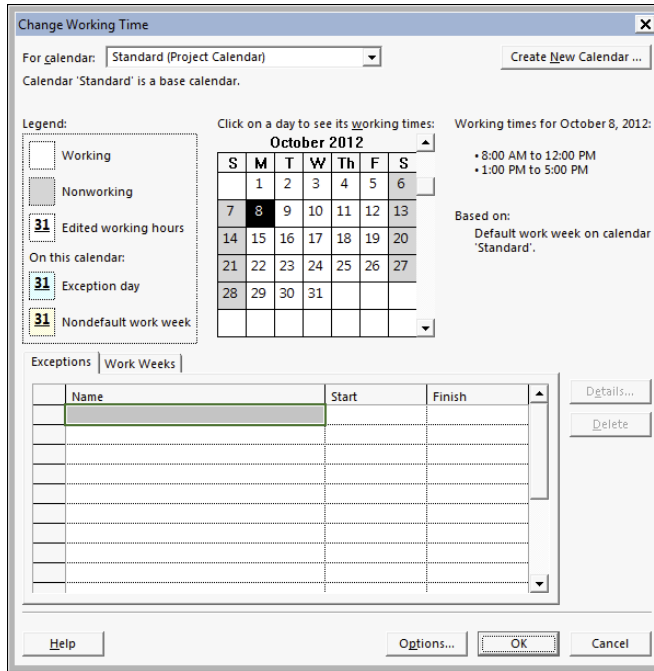 Change Working Time
For calendar: Standard (Project Calendar)
Create New Calendar ...
Calendar 'Standard' is a base calendar.
Legend:
Working
Nonworking
31 Edited working hours
On this calendar:
31 Exception day
31 Nondefault work week
Click on a day to see its working times:
October 2012
S M T W Th F S
1 2 3 4 5 6
7 8 9 10 11 12 13
14 15 16 17 18 19 20
21 22 23 24 25 26 27
28 29 30 31
Working times for October 8, 2012:
• 8:00 AM to 12:00 PM
• 1:00 PM to 5:00 PM
Based on:
Default work week on calendar
'Standard'.
Exceptions Work Weeks
Name Start Finish
Details...
Delete
Help Options... OK Cancel